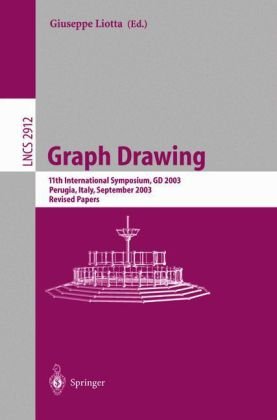 Giuseppe Liotta (Ed.)
LNCS 2912
Graph Drawing
11th International Symposium, GD 2003
Perugia, Italy, September 2003
Revised Papers
Springer